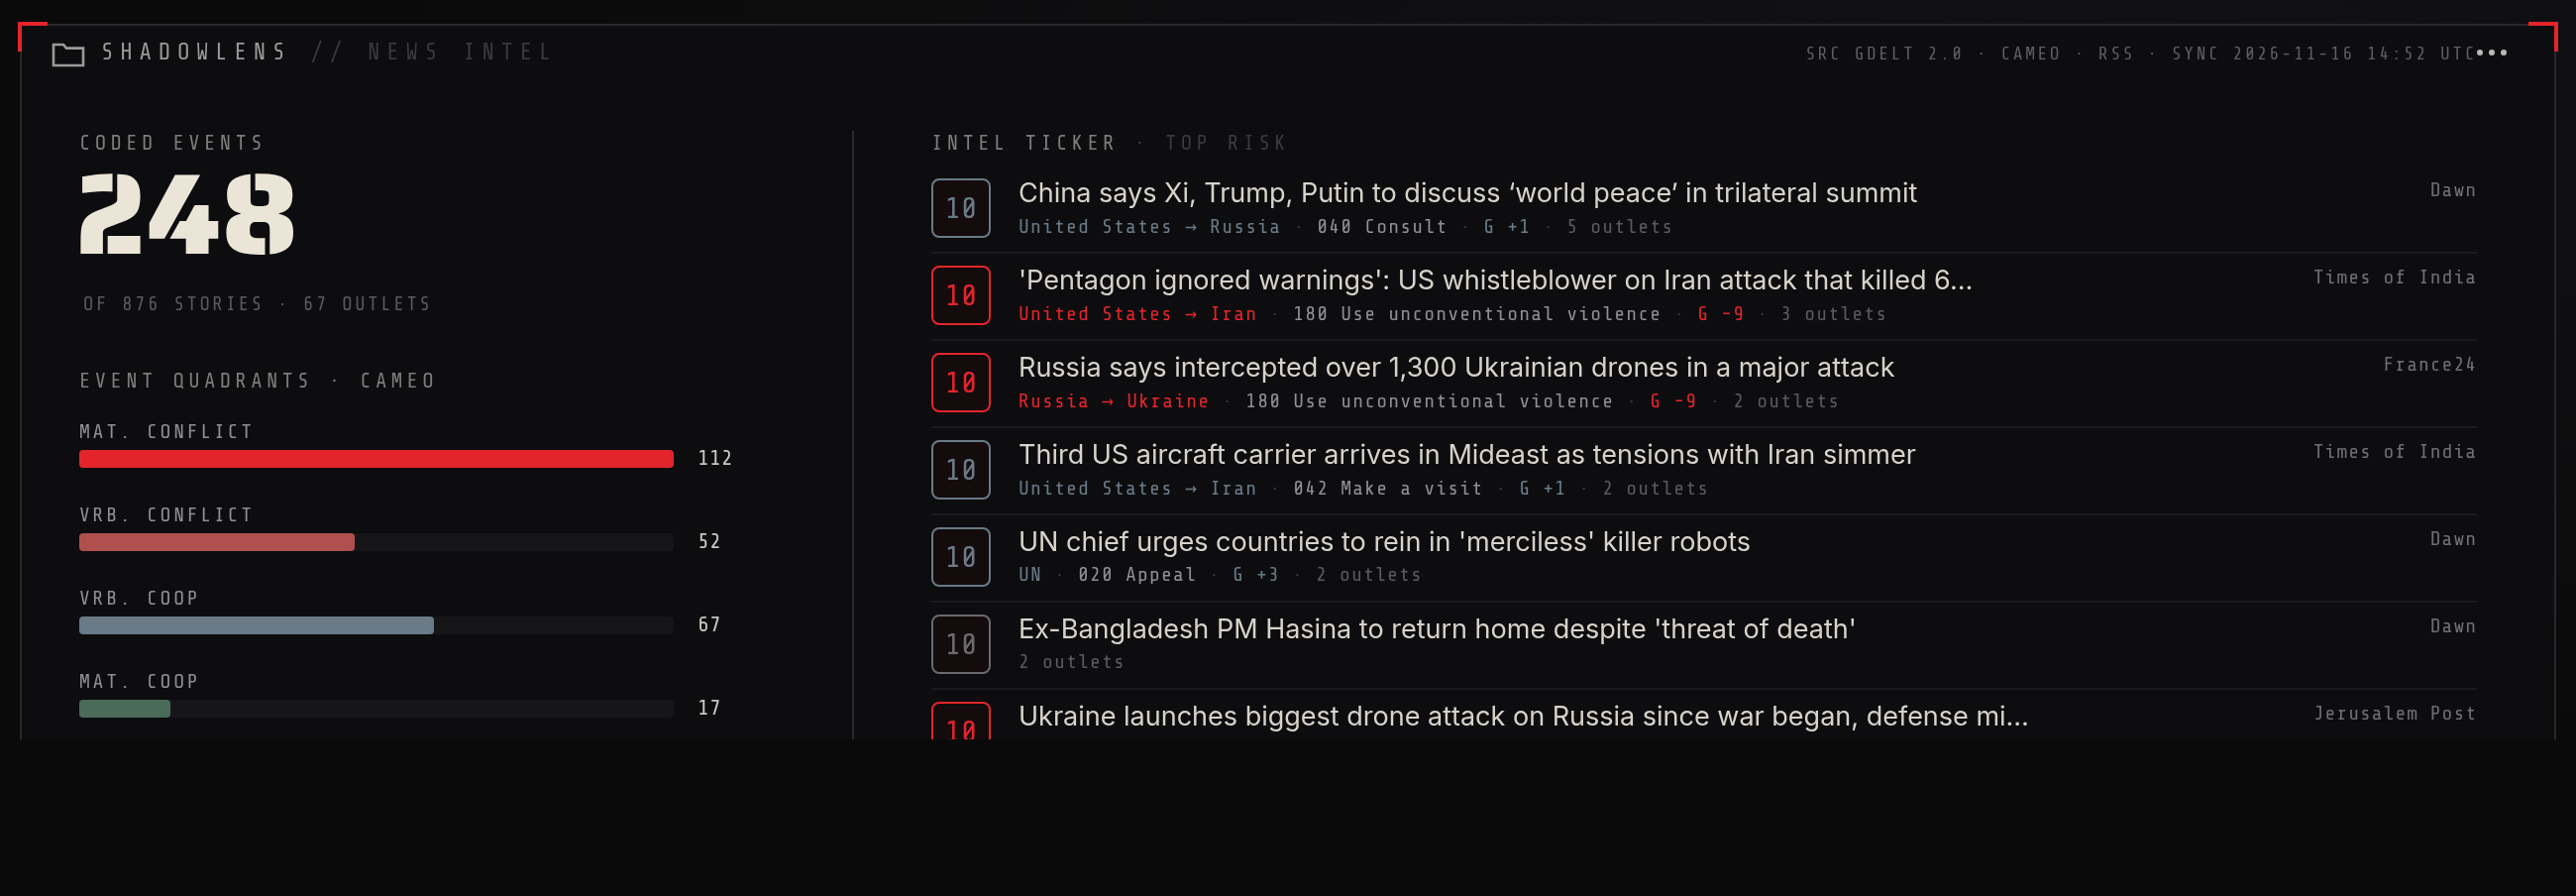 SHADOWLENS // NEWS INTEL
SRC GDELT 2.0 · CAMEO · RSS · SYNC 2026-11-16 14:52 UTC
CODED EVENTS
248
OF 876 STORIES · 67 OUTLETS
EVENT QUADRANTS · CAMEO
MAT. CONFLICT
112
VRB. CONFLICT
52
VRB. COOP
67
MAT. COOP
17
INTEL TICKER · TOP RISK
10 China says Xi, Trump, Putin to discuss ‘world peace’ in trilateral summit Dawn
United States → Russia · 040 Consult · G +1 · 5 outlets
10 'Pentagon ignored warnings': US whistleblower on Iran attack that killed 6... Times of India
United States → Iran · 180 Use unconventional violence · G -9 · 3 outlets
10 Russia says intercepted over 1,300 Ukrainian drones in a major attack France24
Russia → Ukraine · 180 Use unconventional violence · G -9 · 2 outlets
10 Third US aircraft carrier arrives in Mideast as tensions with Iran simmer Times of India
United States → Iran · 042 Make a visit · G +1 · 2 outlets
10 UN chief urges countries to rein in 'merciless' killer robots Dawn
UN · 020 Appeal · G +3 · 2 outlets
10 Ex-Bangladesh PM Hasina to return home despite 'threat of death' Dawn
2 outlets
10 Ukraine launches biggest drone attack on Russia since war began, defense mi... Jerusalem Post